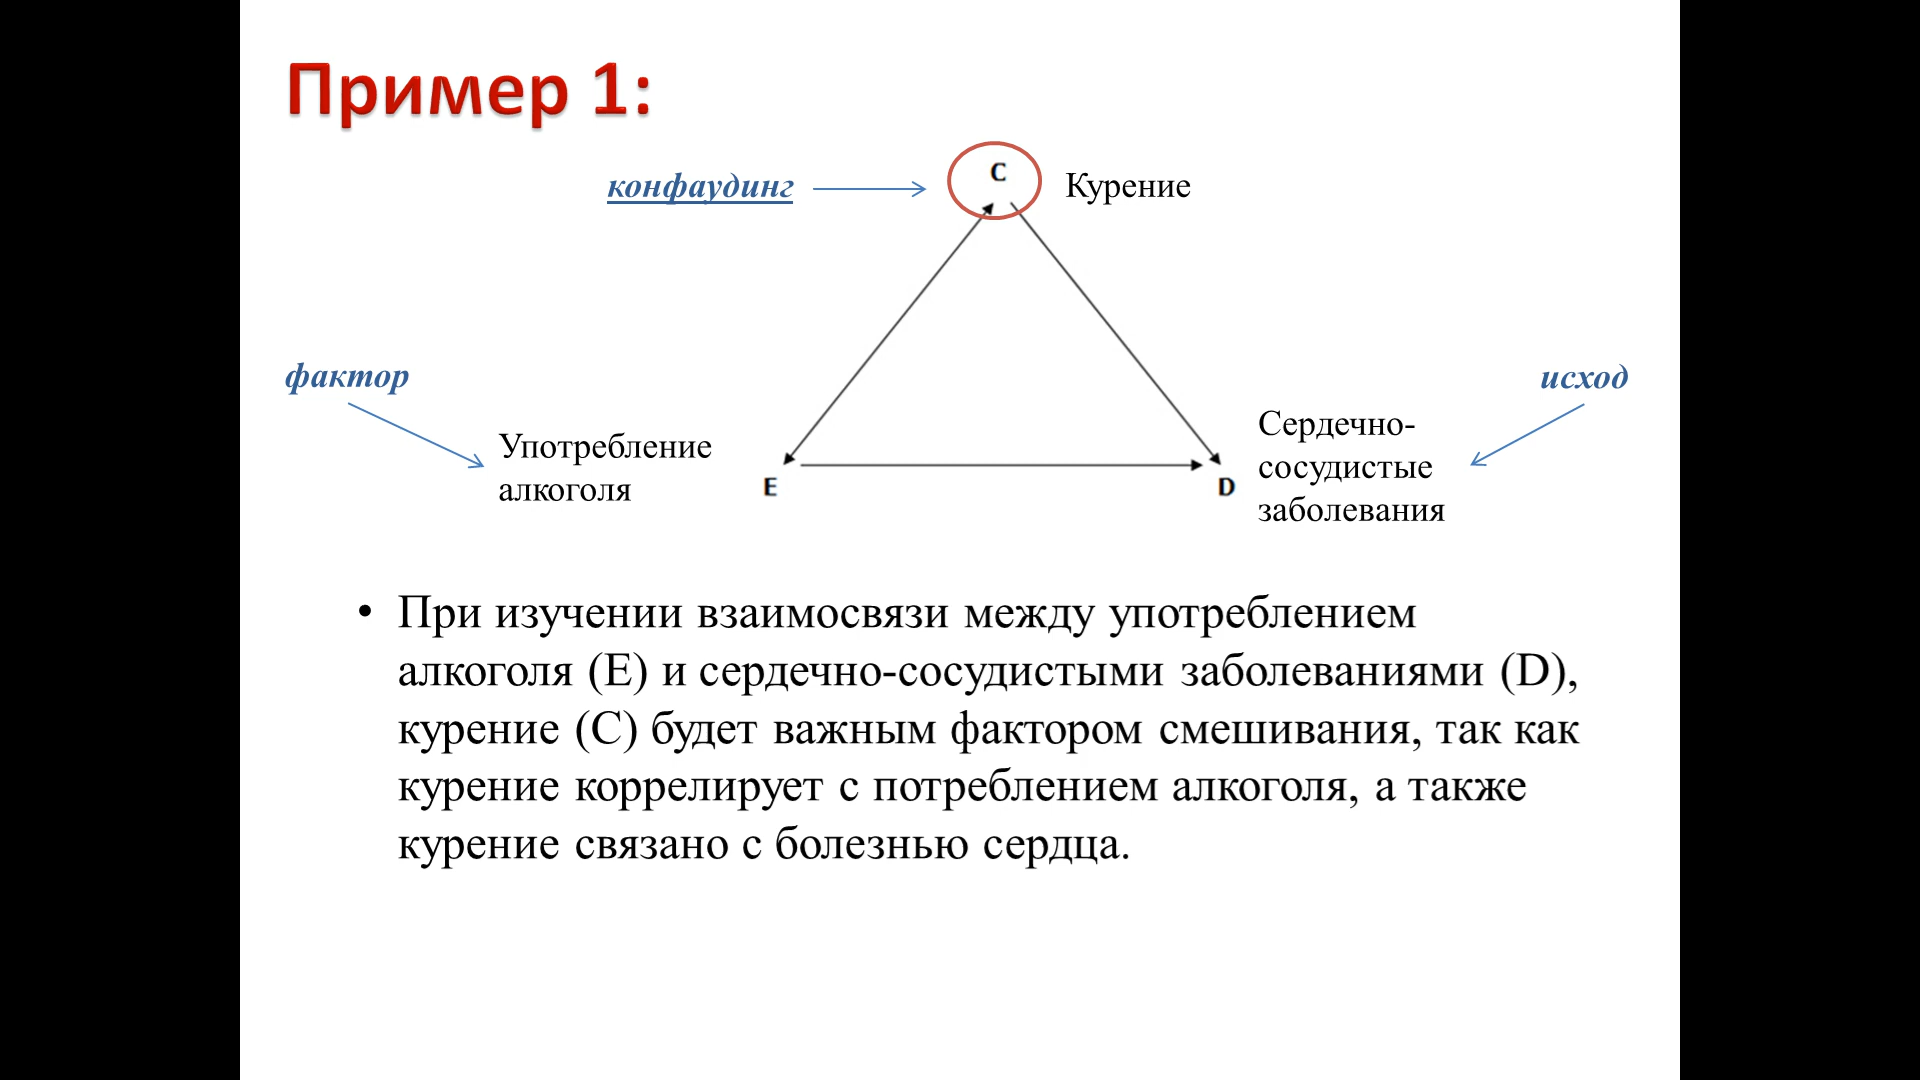 Пример 1:
конфаудинг
C
Курение
фактор
исход
Употребление
алкоголя
E
D
Сердечно-
сосудистые
заболевания
• При изучении взаимосвязи между употреблением
алкоголя (Е) и сердечно-сосудистыми заболеваниями (D),
курение (С) будет важным фактором смешивания, так как
курение коррелирует с потреблением алкоголя, а также
курение связано с болезнью сердца.